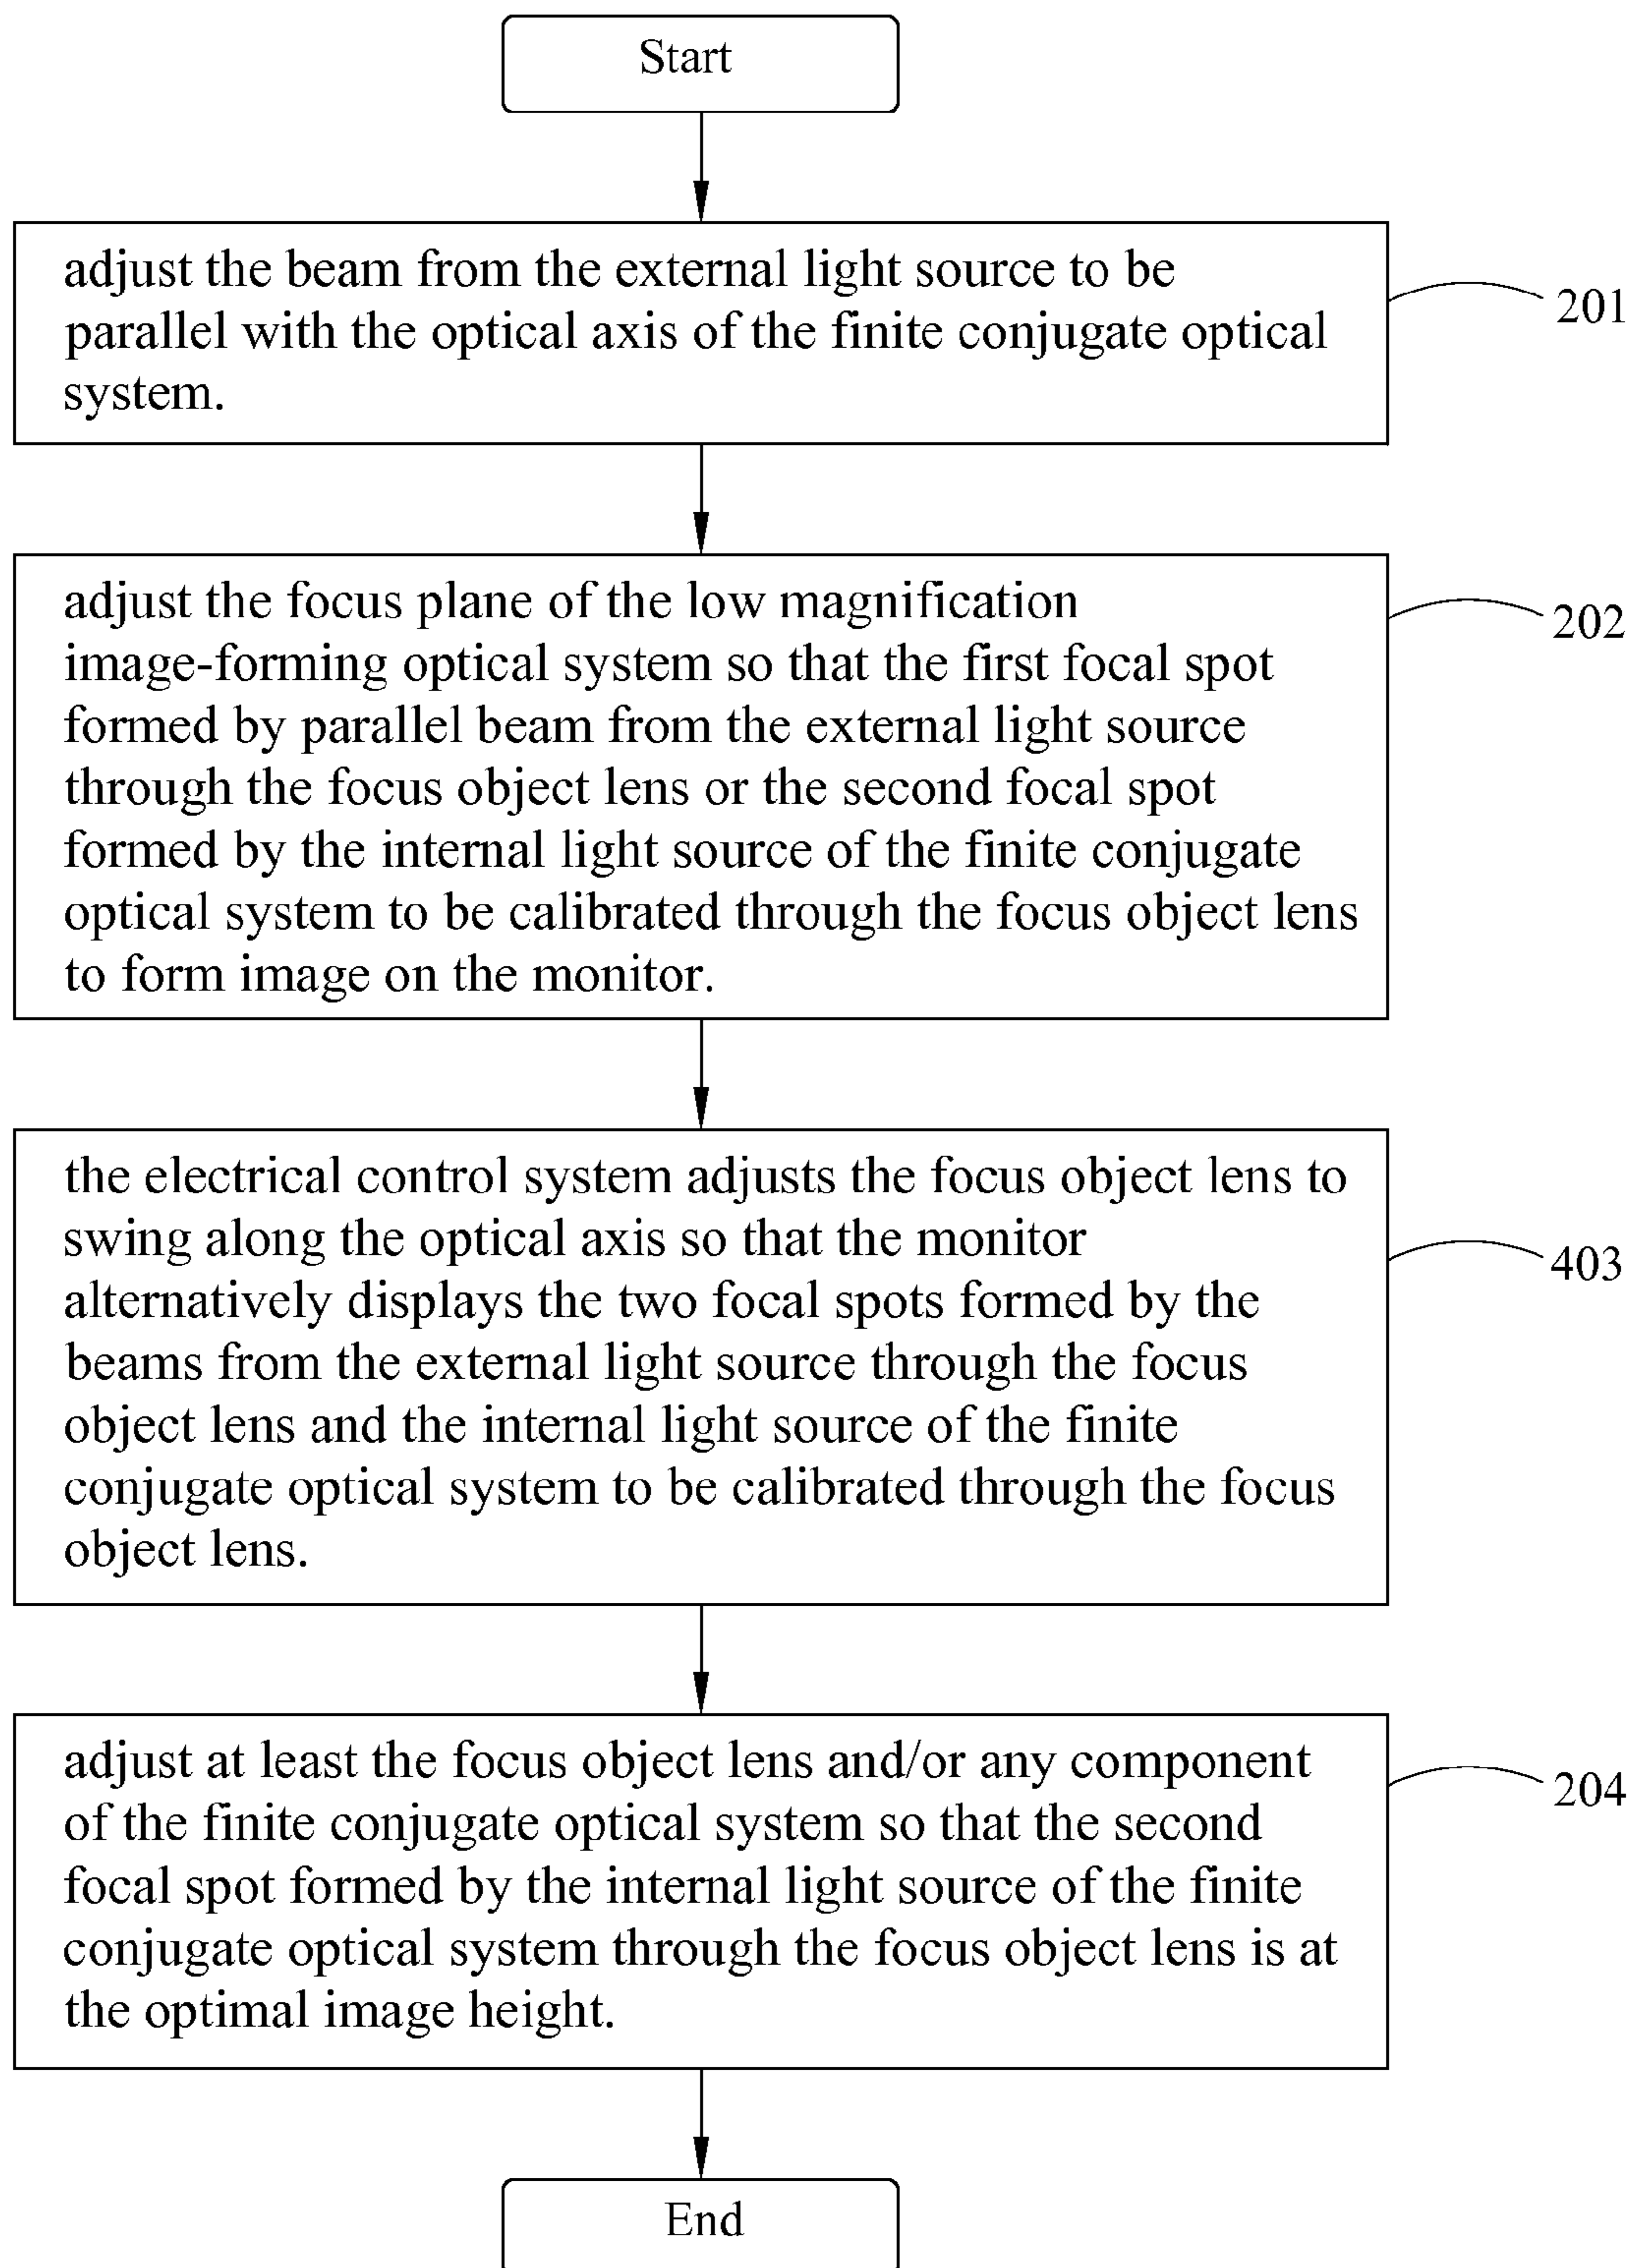 Start
adjust the beam from the external light source to be
parallel with the optical axis of the finite conjugate optical
system.
201
adjust the focus plane of the low magnification
image-forming optical system so that the first focal spot
formed by parallel beam from the external light source
through the focus object lens or the second focal spot
formed by the internal light source of the finite conjugate
optical system to be calibrated through the focus object lens
to form image on the monitor.
202
the electrical control system adjusts the focus object lens to
swing along the optical axis so that the monitor
alternatively displays the two focal spots formed by the
beams from the external light source through the focus
object lens and the internal light source of the finite
conjugate optical system to be calibrated through the focus
object lens.
403
adjust at least the focus object lens and/or any component
of the finite conjugate optical system so that the second
focal spot formed by the internal light source of the finite
conjugate optical system through the focus object lens is at
the optimal image height.
204
End